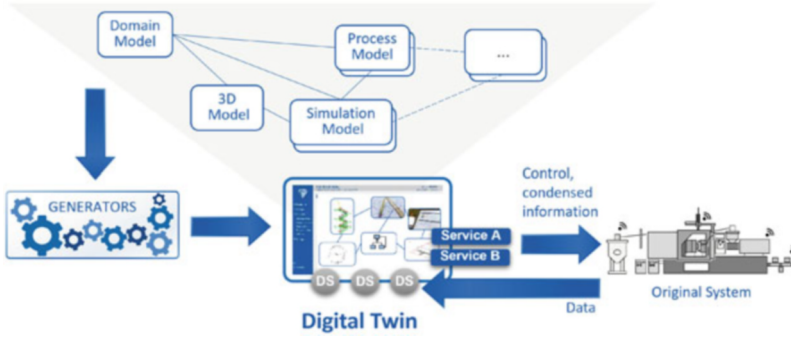 Domain
Model
Process
Model
...
3D
Model
Simulation
Model
GENERATORS
Control,
condensed
information
Service A
Service B
DS DS DS
Data
Original System
Digital Twin